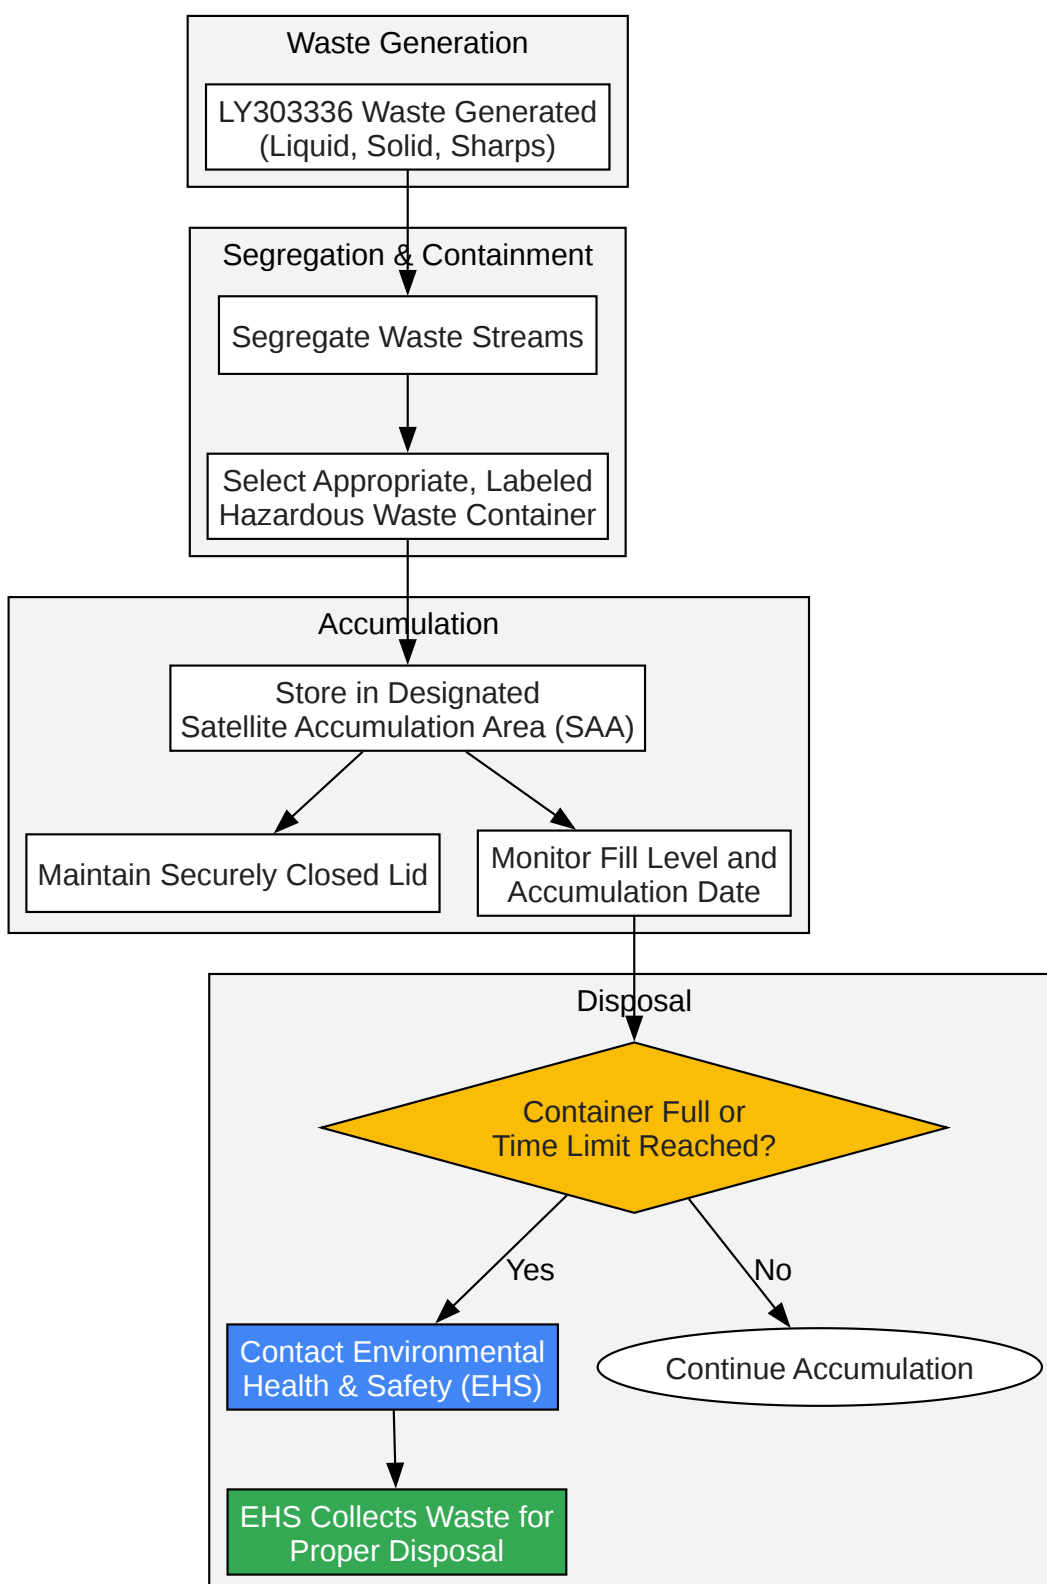 Waste Generation
LY303336 Waste Generated
(Liquid, Solid, Sharps)
Segregation & Containment
Segregate Waste Streams
Select Appropriate, Labeled
Hazardous Waste Container
Accumulation
Store in Designated
Satellite Accumulation Area (SAA)
Maintain Securely Closed Lid
Monitor Fill Level and
Accumulation Date
Disposal
Container Full or
Time Limit Reached?
Yes
No
Contact Environmental
Health & Safety (EHS)
Continue Accumulation
EHS Collects Waste for
Proper Disposal